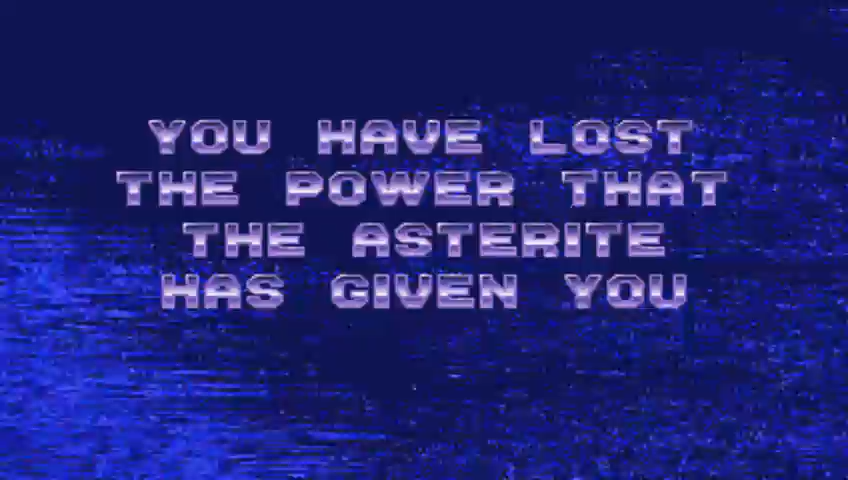 YOU HAVE LOST
THE POWER THAT
THE ASTERITE
HAS GIVEN YOU